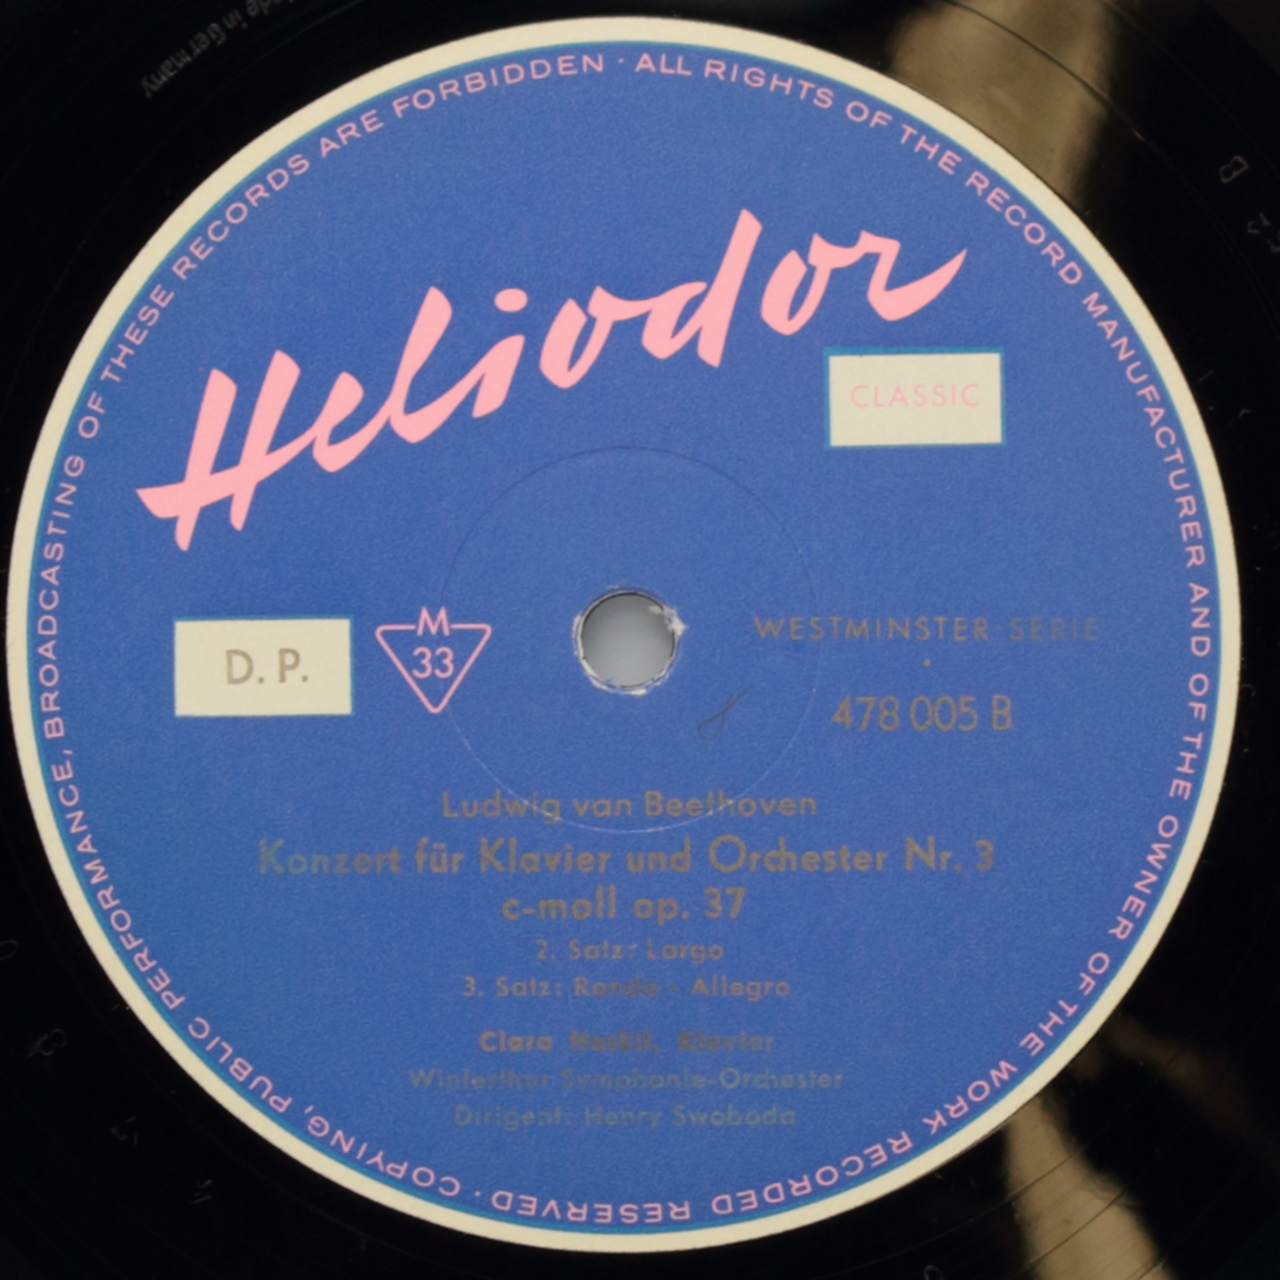 Made in Germany
ALL RIGHTS OF THE RECORD MANUFACTURER AND OF THE OWNER OF THE WORK RECORDED RESERVED · COPYING, PUBLIC PERFORMANCE, BROADCASTING OF THESE RECORDS ARE FORBIDDEN ·
Heliodor
CLASSIC
D. P.
M
33
WESTMINSTER-SERIE
478 005 B
Ludwig van Beethoven
Konzert für Klavier und Orchester Nr. 3
c-moll op. 37
2. Satz: Largo
3. Satz: Rondo - Allegro
Clara Haskil, Klavier
Winterthur Symphonie-Orchester
Dirigent: Henry Swoboda